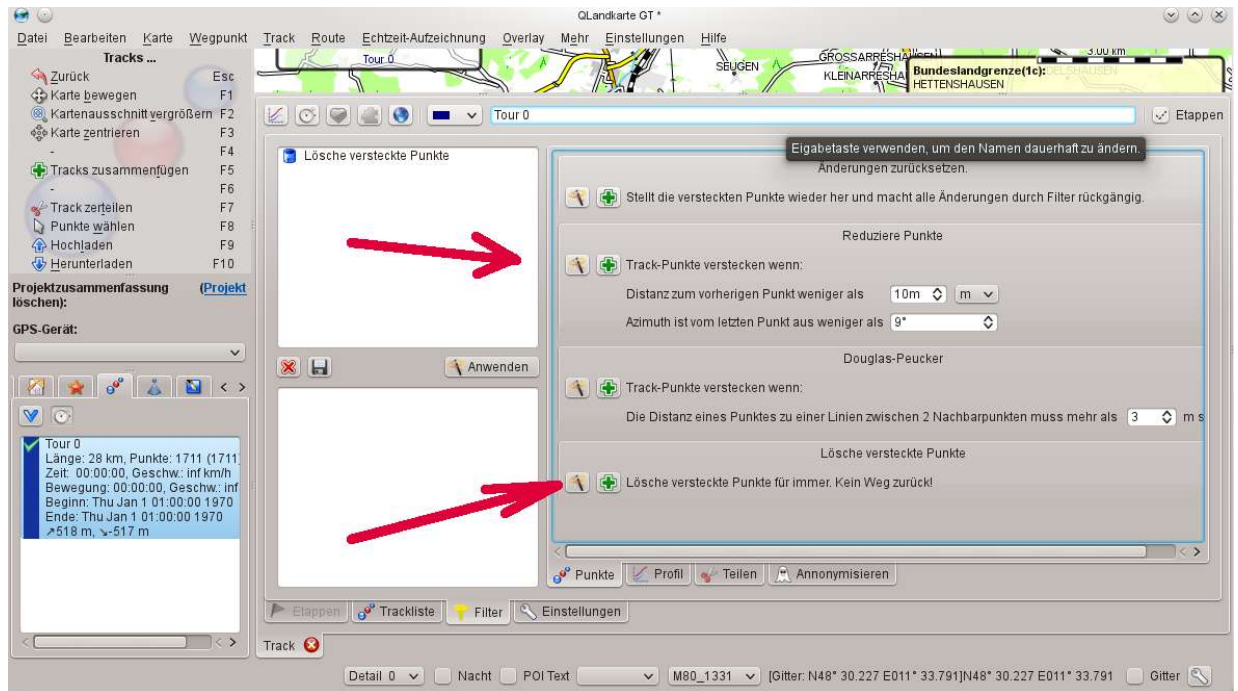 QLandkarte GT *
Datei Bearbeiten Karte Wegpunkt Track Route Echtzeit-Aufzeichnung Overlay Mehr Einstellungen Hilfe
Tracks ...
Zurück Esc
Karte bewegen F1
Kartenausschnitt vergrößern F2
Karte zentrieren F3
- F4
Tracks zusammenfügen F5
- F6
Track zerteilen F7
Punkte wählen F8
Hochladen F9
Herunterladen F10
Projektzusammenfassung (Projekt
löschen):
GPS-Gerät:
Tour 0
Länge: 28 km, Punkte: 1711 (1711
Zeit: 00:00:00, Geschw.: inf km/h
Bewegung: 00:00:00, Geschw.: inf
Beginn: Thu Jan 1 01:00:00 1970
Ende: Thu Jan 1 01:00:00 1970
↗518 m, ↘-517 m
Tour 0
SEUGEN
GROSSARRESHAUSEN
KLEINARRESHA
3.00 km
Bundeslandgrenze(1c):
HETTENSHAUSEN
Tour 0
Etappen
Eigabetaste verwenden, um den Namen dauerhaft zu ändern.
Lösche versteckte Punkte
Anwenden
Änderungen zurücksetzen.
Stellt die versteckten Punkte wieder her und macht alle Änderungen durch Filter rückgängig.
Reduziere Punkte
Track-Punkte verstecken wenn:
Distanz zum vorherigen Punkt weniger als 10m m
Azimuth ist vom letzten Punkt aus weniger als 9°
Douglas-Peucker
Track-Punkte verstecken wenn:
Die Distanz eines Punktes zu einer Linien zwischen 2 Nachbarpunkten muss mehr als 3 m s
Lösche versteckte Punkte
Lösche versteckte Punkte für immer. Kein Weg zurück!
Punkte Profil Teilen Annonymisieren
Etappen Trackliste Filter Einstellungen
Track
Detail 0 Nacht POI Text M80_1331 [Gitter: N48° 30.227 E011° 33.791]N48° 30.227 E011° 33.791 Gitter